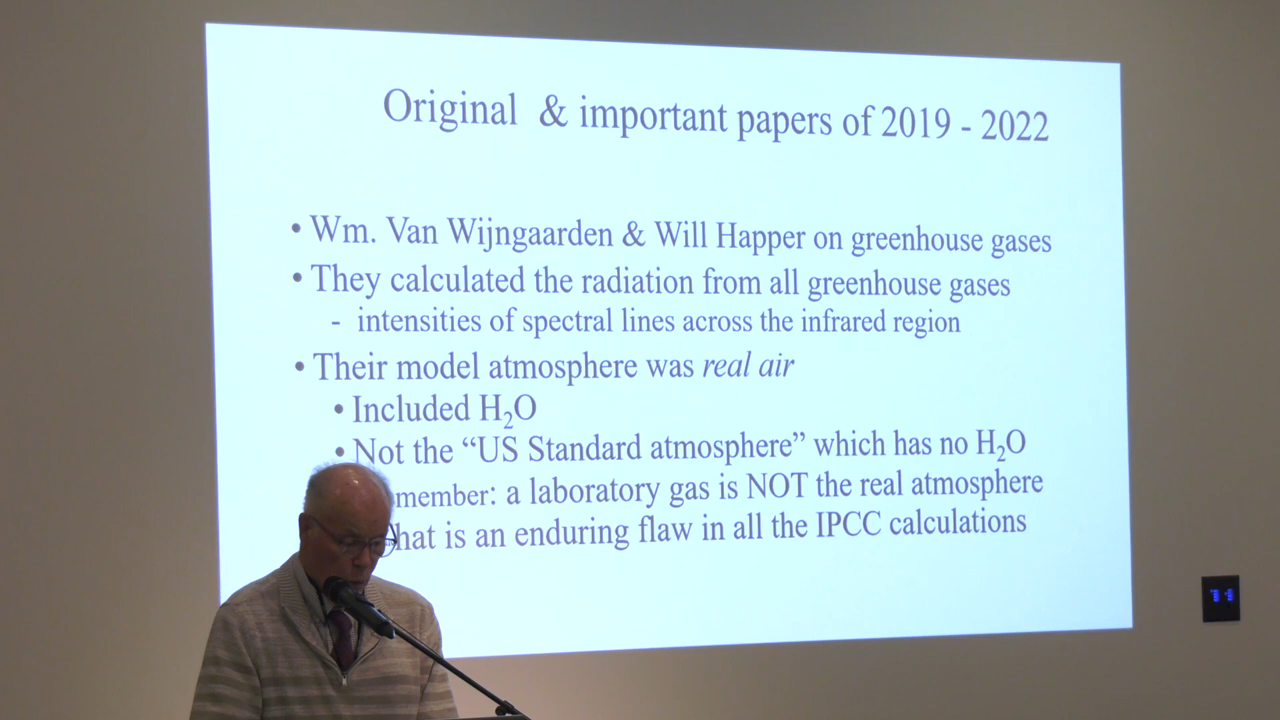 Original & important papers of 2019 - 2022
• Wm. Van Wijngaarden & Will Happer on greenhouse gases
• They calculated the radiation from all greenhouse gases
- intensities of spectral lines across the infrared region
• Their model atmosphere was real air
• Included H₂O
• Not the “US Standard atmosphere” which has no H₂O
member: a laboratory gas is NOT the real atmosphere
hat is an enduring flaw in all the IPCC calculations